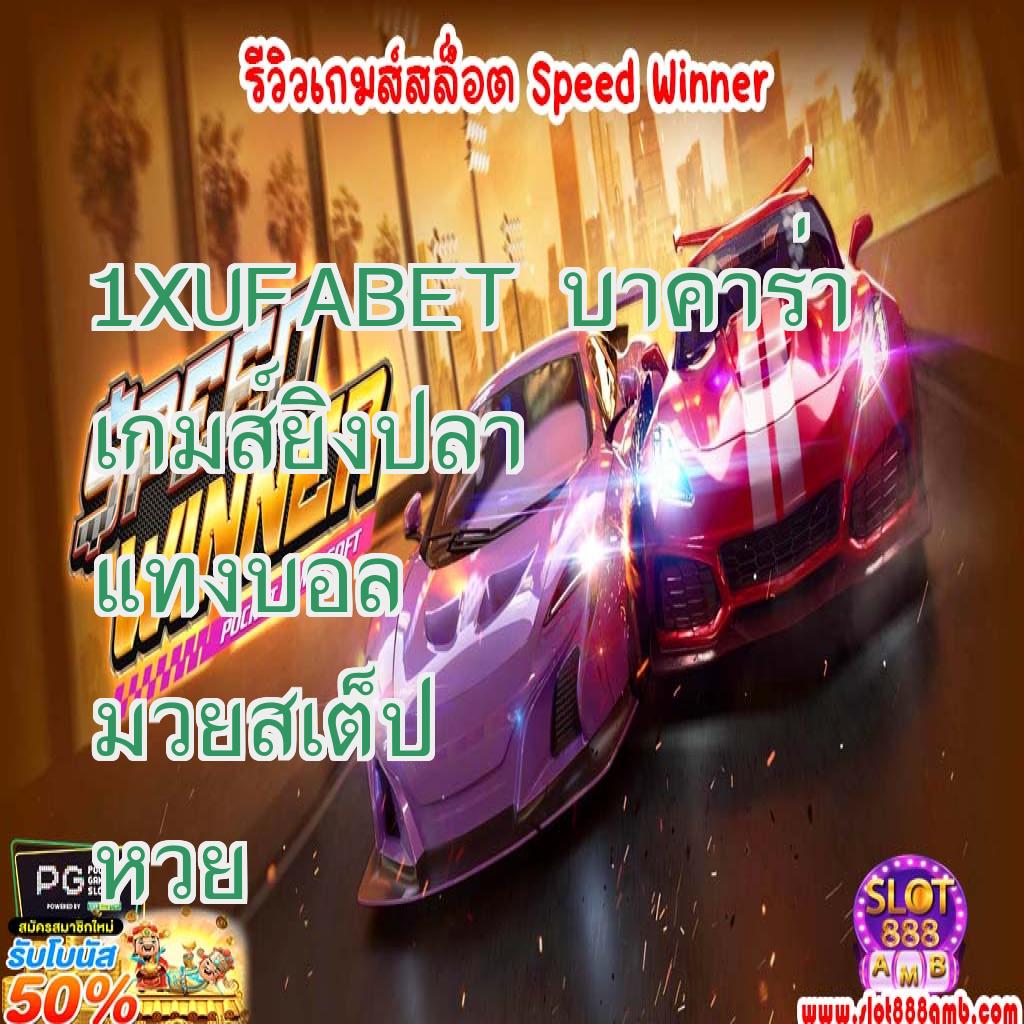 รีวิวเกมส์สล็อต Speed Winner
1XUFABET บาคาร่า
SPEED
WINNER
เกมส์ยิงปลา
แทงบอล
มวยสเต็ป
หวย
PG
POWERED BY
สมัครสมาชิกใหม่
รับโบนัส
50%
SLOT
888
AMB
www.slot888amb.com